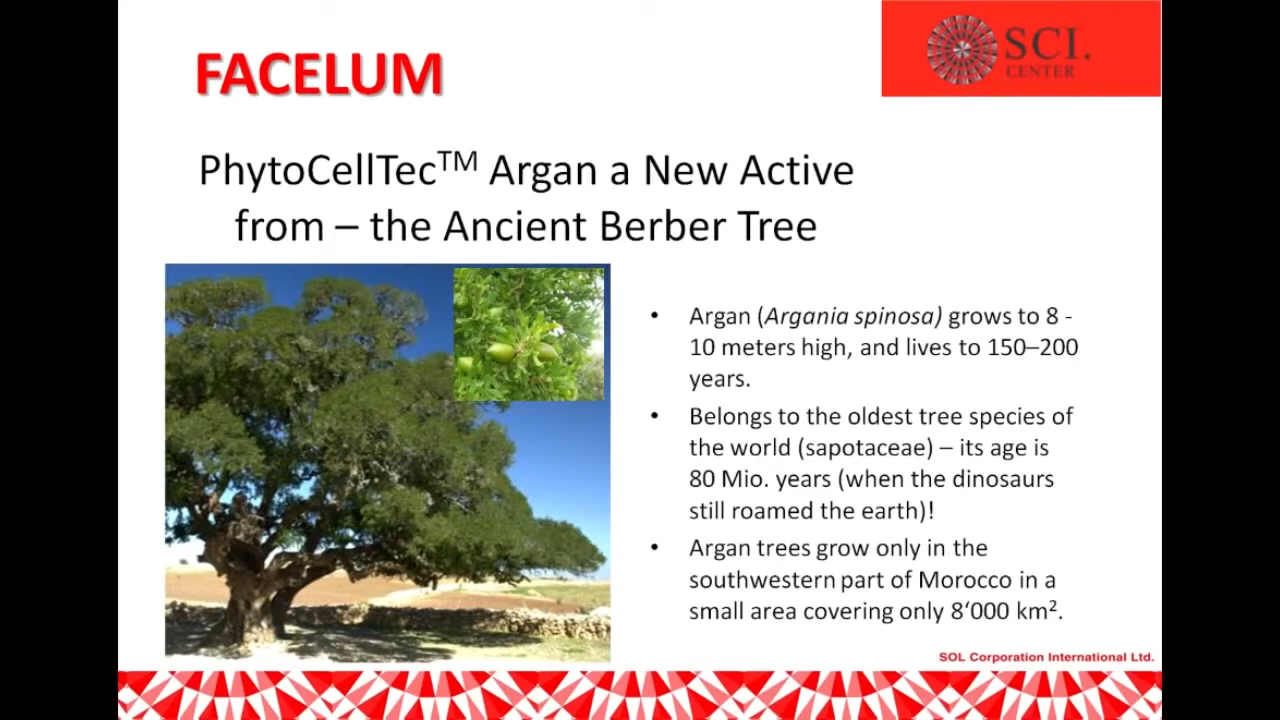 FACELUM
SCI.
CENTER
PhytoCellTec™ Argan a New Active
from – the Ancient Berber Tree
• Argan (Argania spinosa) grows to 8 -
10 meters high, and lives to 150–200
years.
• Belongs to the oldest tree species of
the world (sapotaceae) – its age is
80 Mio. years (when the dinosaurs
still roamed the earth)!
• Argan trees grow only in the
southwestern part of Morocco in a
small area covering only 8‘000 km².
SOL Corporation International Ltd.